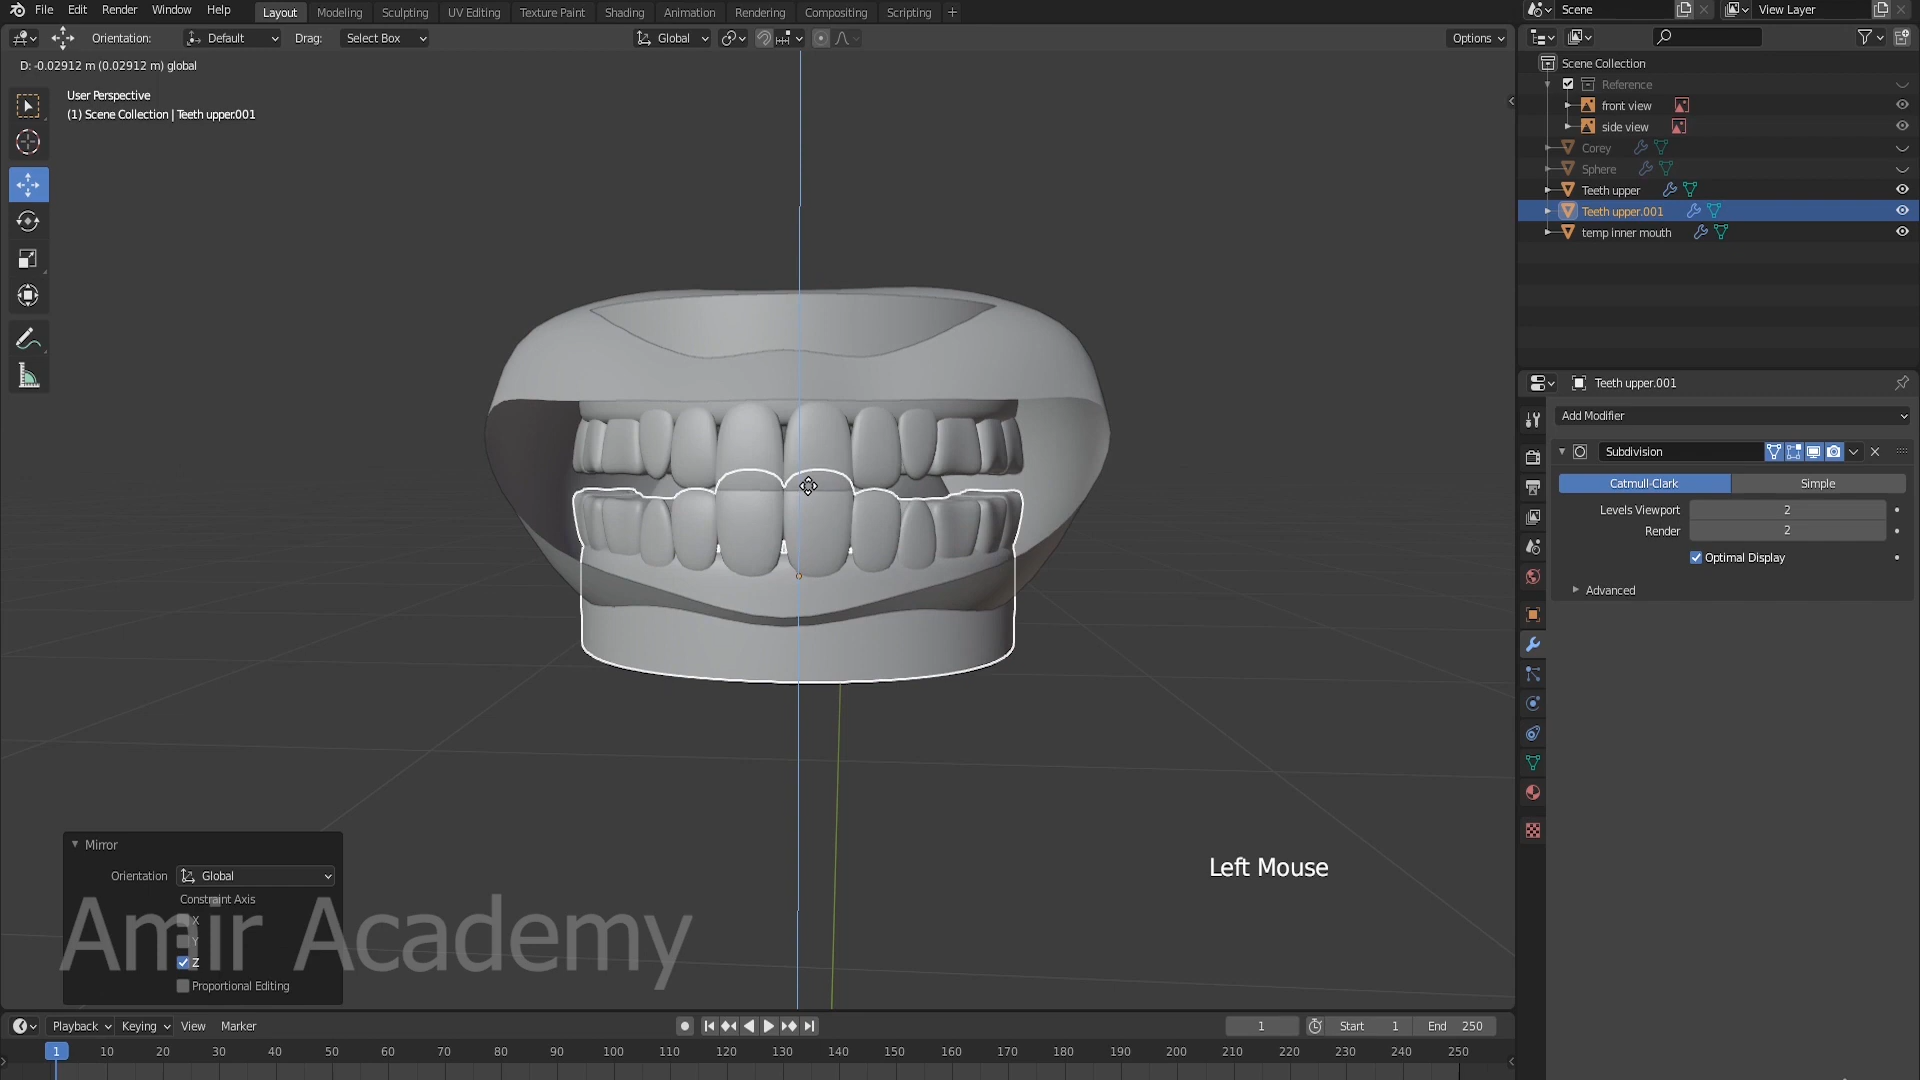 File Edit Render Window Help Layout Modeling Sculpting UV Editing Texture Paint Shading Animation Rendering Compositing Scripting + Scene View Layer
Orientation: Default Drag: Select Box Global Options
D: -0.02912 m (0.02912 m) global
User Perspective
(1) Scene Collection | Teeth upper.001
Scene Collection
Reference
front view
side view
Corey
Sphere
Teeth upper
Teeth upper.001
temp inner mouth
Teeth upper.001
Add Modifier
Subdivision
Catmull-Clark Simple
Levels Viewport 2
Render 2
Optimal Display
Advanced
Left Mouse
Mirror
Orientation Global
Constraint Axis
X
Y
Z
Proportional Editing
Amir Academy
Playback Keying View Marker 1 Start 1 End 250
1 10 20 30 40 50 60 70 80 90 100 110 120 130 140 150 160 170 180 190 200 210 220 230 240 250